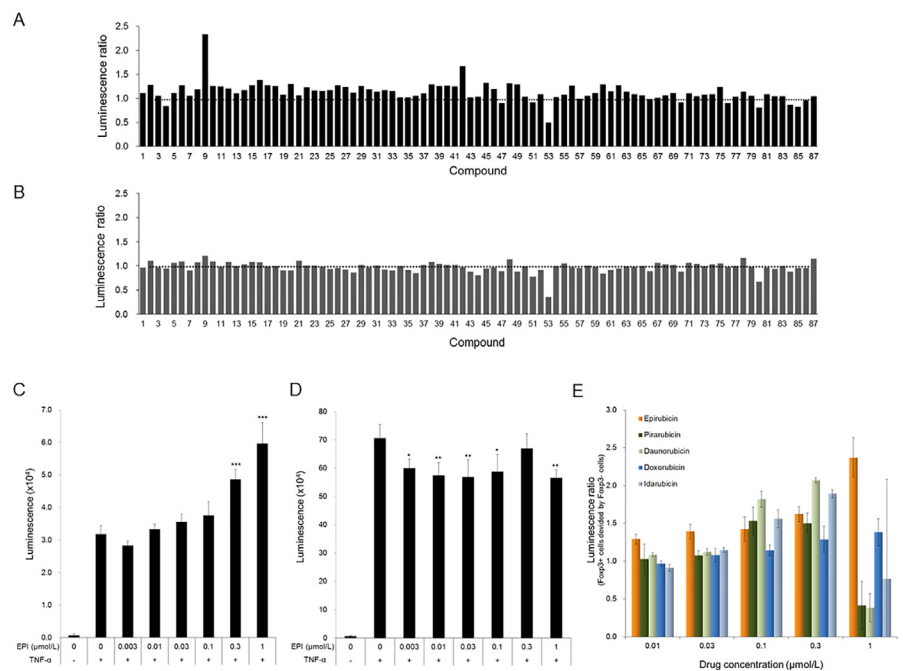 A
Luminescence ratio
2.5
2.0
1.5
1.0
0.5
0.0
1 3 5 7 9 11 13 15 17 19 21 23 25 27 29 31 33 35 37 39 41 43 45 47 49 51 53 55 57 59 61 63 65 67 69 71 73 75 77 79 81 83 85 87
Compound
B
Luminescence ratio
2.5
2.0
1.5
1.0
0.5
0.0
1 3 5 7 9 11 13 15 17 19 21 23 25 27 29 31 33 35 37 39 41 43 45 47 49 51 53 55 57 59 61 63 65 67 69 71 73 75 77 79 81 83 85 87
Compound
C
Luminescence (x10⁴)
7.0
6.0
5.0
4.0
3.0
2.0
1.0
0.0
*** ***
EPI (μmol/L) 0 0 0.003 0.01 0.03 0.1 0.3 1
TNF-α - + + + + + + +
D
Luminescence (x10⁴)
80
70
60
50
40
30
20
10
0
* ** ** * **
EPI (μmol/L) 0 0 0.003 0.01 0.03 0.1 0.3 1
TNF-α - + + + + + + +
E
Luminescence ratio
(Foxp3+ cells devided by Foxp3- cells)
3.0
2.5
2.0
1.5
1.0
0.5
0.0
Epirubicin
Pirarubicin
Daunorubicin
Doxorubicin
Idarubicin
0.01 0.03 0.1 0.3 1
Drug concentration (μmol/L)